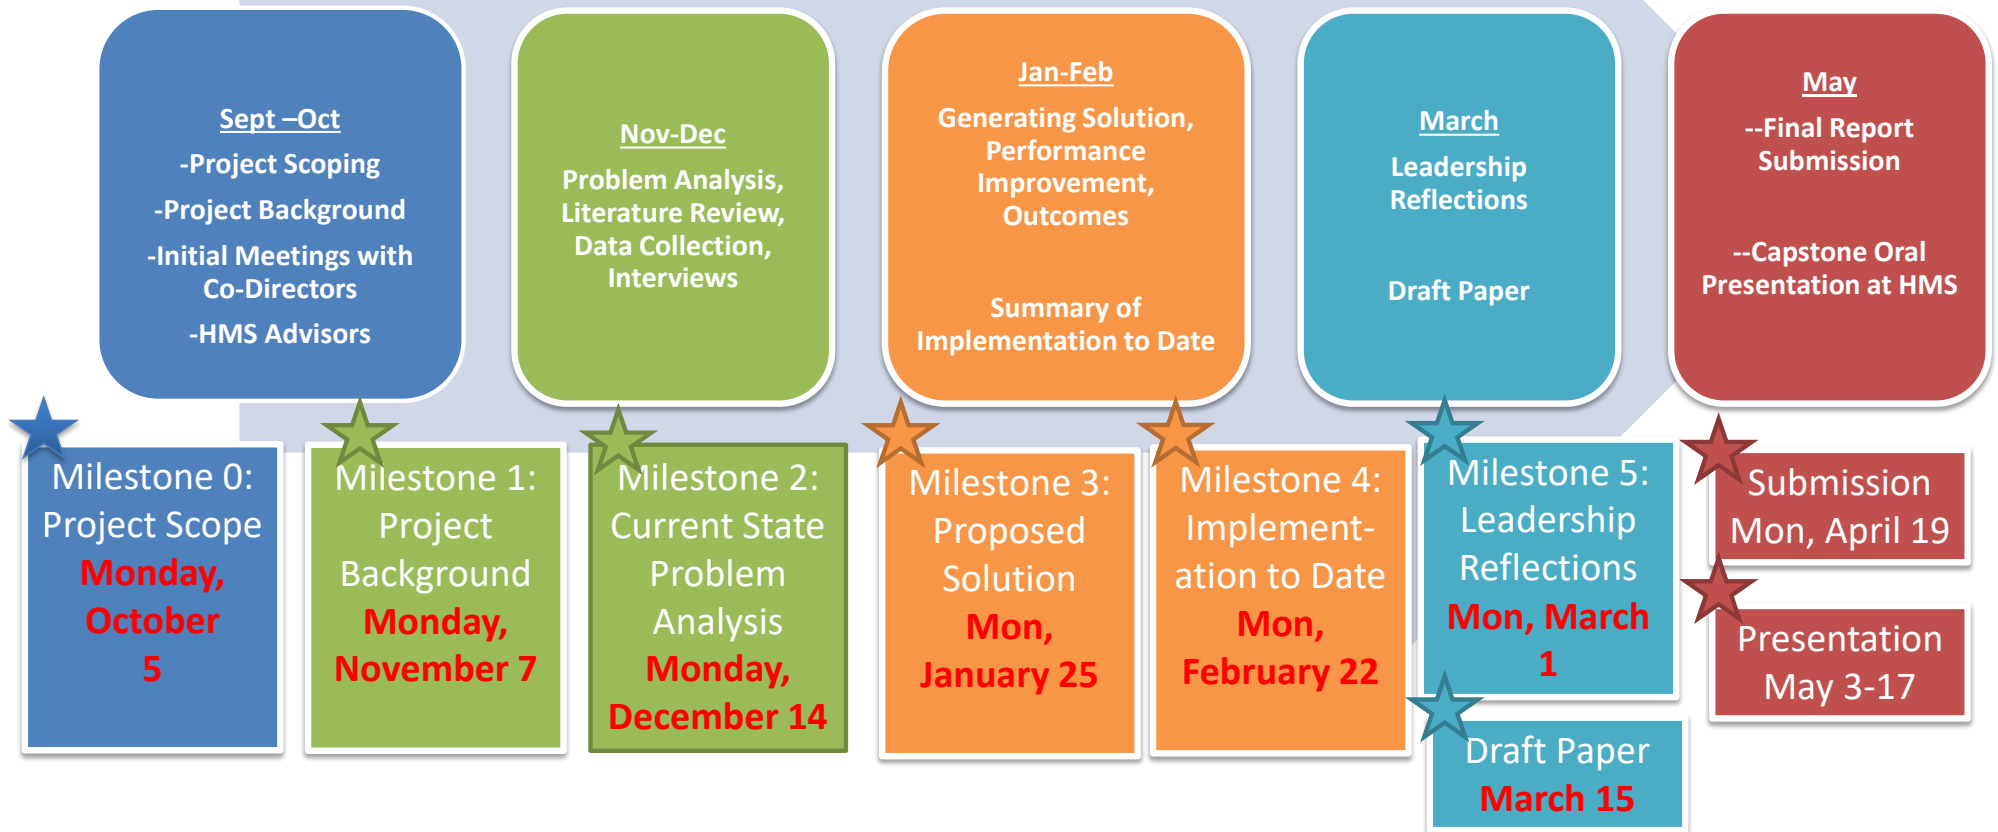 Sept –Oct
-Project Scoping
-Project Background
-Initial Meetings with
Co-Directors
-HMS Advisors
Nov-Dec
Problem Analysis,
Literature Review,
Data Collection,
Interviews
Jan-Feb
Generating Solution,
Performance
Improvement,
Outcomes
Summary of
Implementation to Date
March
Leadership
Reflections
Draft Paper
May
--Final Report
Submission
--Capstone Oral
Presentation at HMS
Milestone 0:
Project Scope
Monday,
October
5
Milestone 1:
Project
Background
Monday,
November 7
Milestone 2:
Current State
Problem
Analysis
Monday,
December 14
Milestone 3:
Proposed
Solution
Mon,
January 25
Milestone 4:
Implement-
ation to Date
Mon,
February 22
Milestone 5:
Leadership
Reflections
Mon, March
1
Draft Paper
March 15
Submission
Mon, April 19
Presentation
May 3-17